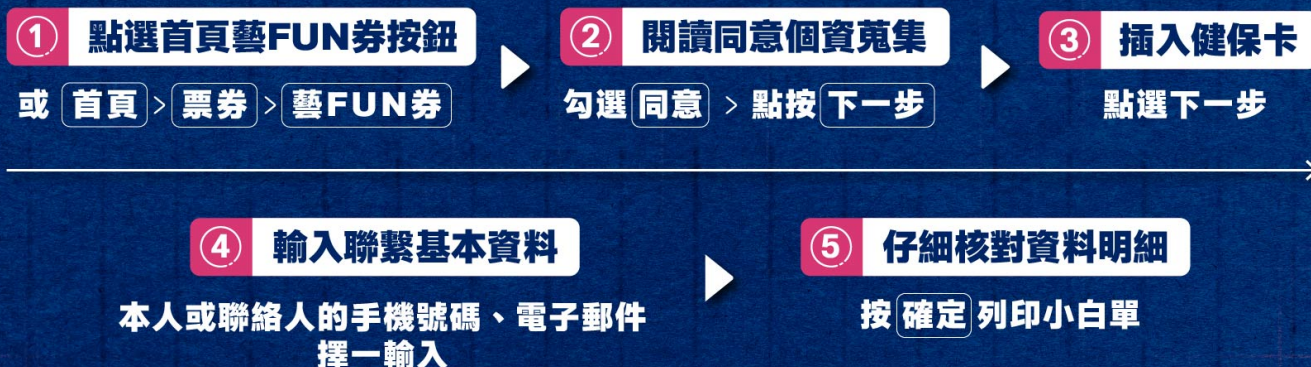 ① 點選首頁藝FUN券按鈕
或 首頁 > 票券 > 藝FUN券
② 閱讀同意個資蒐集
勾選 同意 > 點按 下一步
③ 插入健保卡
點選下一步
④ 輸入聯繫基本資料
本人或聯絡人的手機號碼、電子郵件
擇一輸入
⑤ 仔細核對資料明細
按 確定 列印小白單